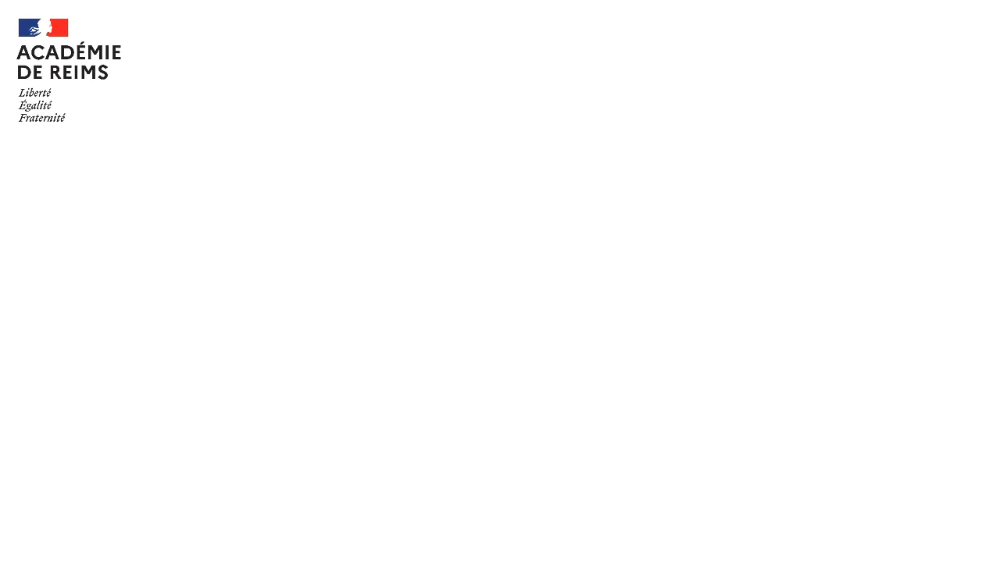 ACADÉMIE
DE REIMS
Liberté
Égalité
Fraternité